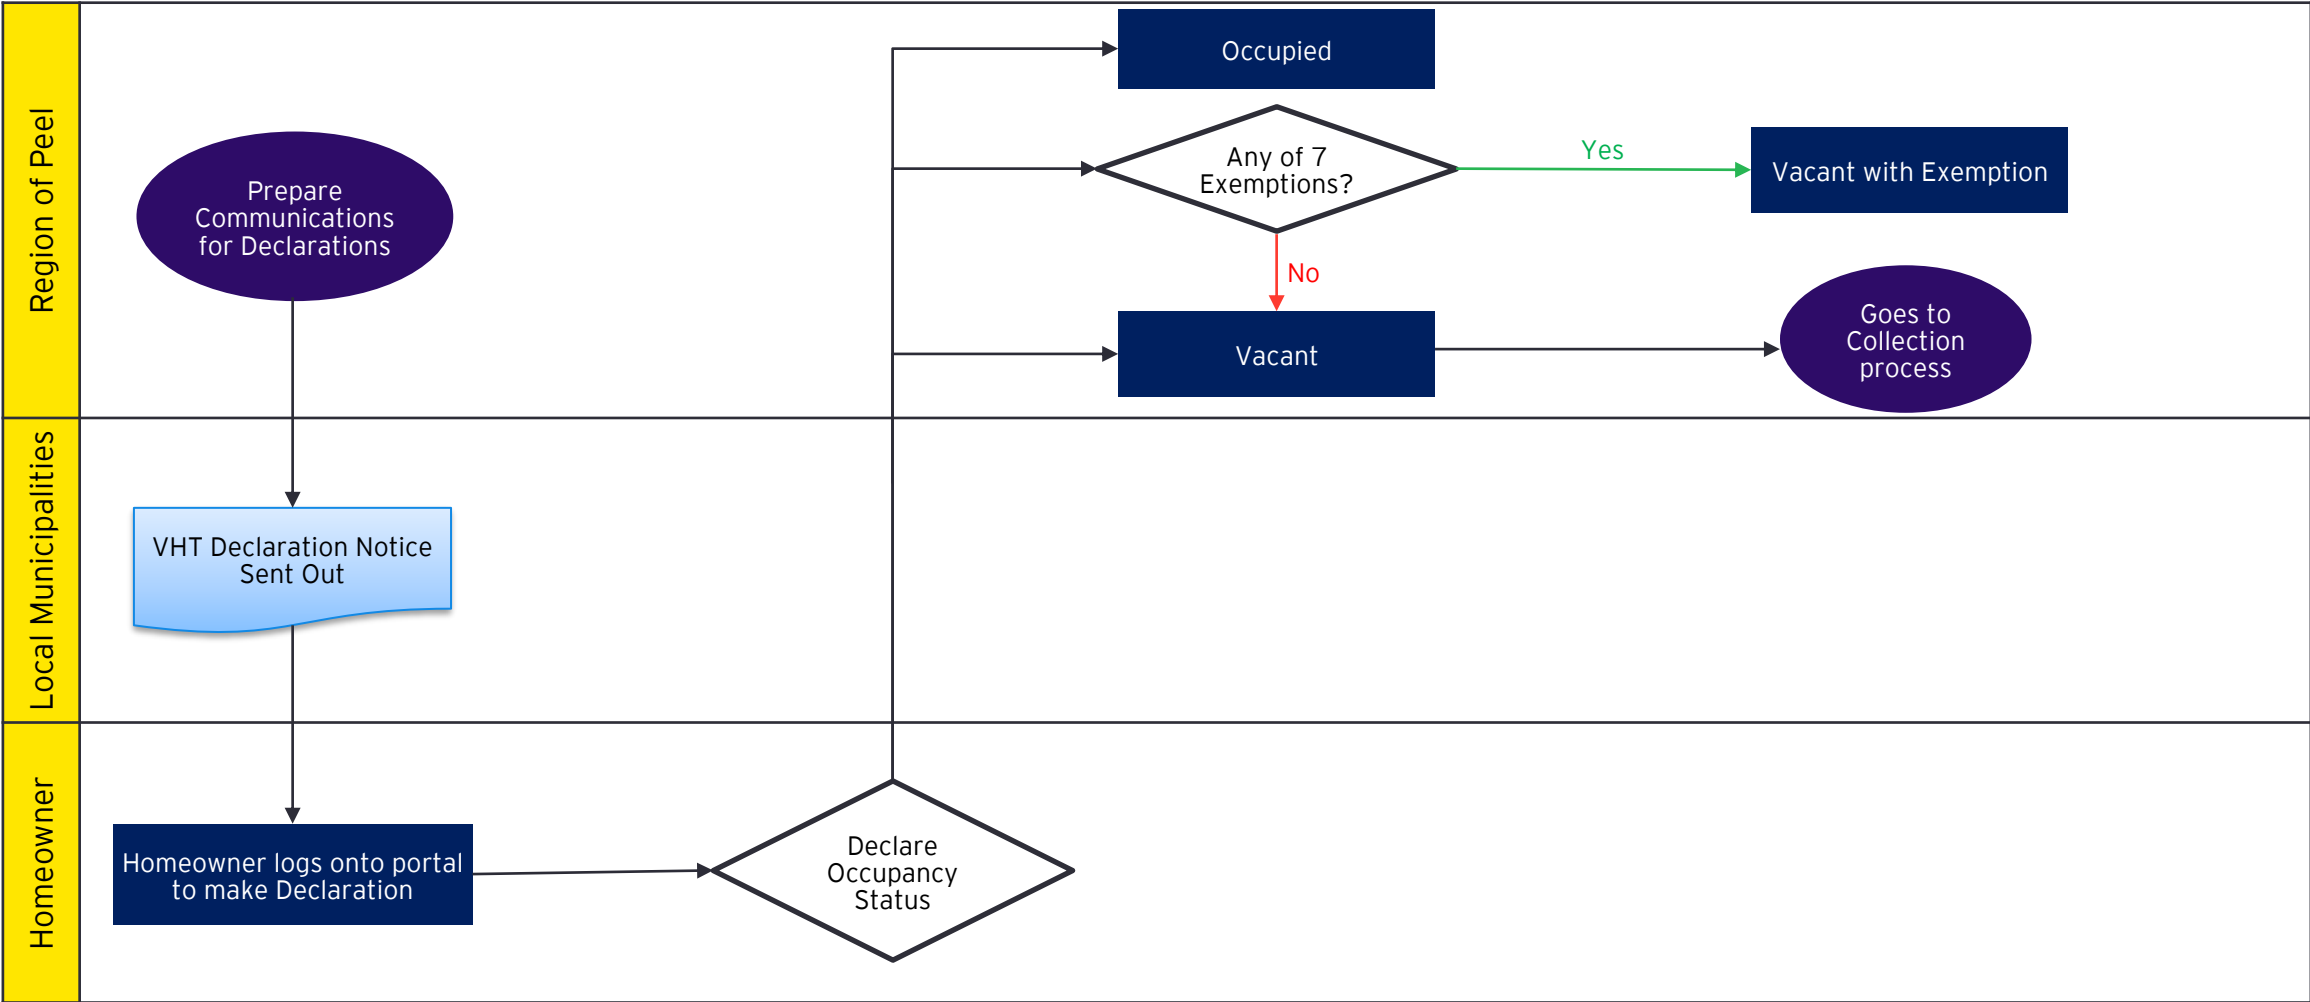 Region of Peel
Prepare
Communications
for Declarations
Occupied
Any of 7
Exemptions?
Yes
Vacant with Exemption
No
Vacant
Goes to
Collection
process
Local Municipalities
VHT Declaration Notice
Sent Out
Homeowner
Homeowner logs onto portal
to make Declaration
Declare
Occupancy
Status